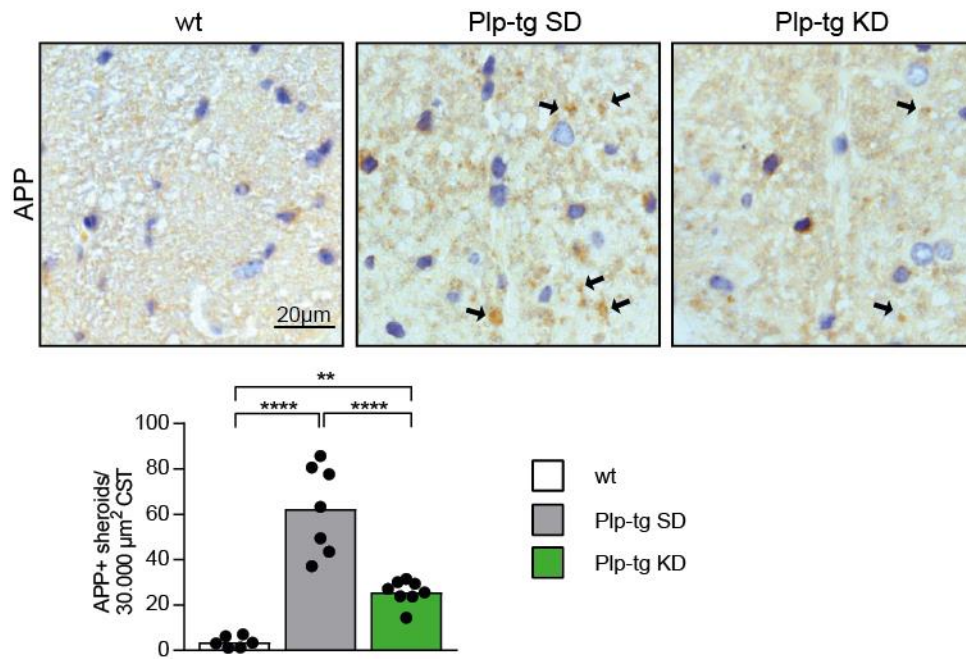 wt
Plp-tg SD
Plp-tg KD
APP
20µm
**
****
****
100
80
60
40
20
0
APP+ sheroids/
30.000 µm² CST
wt
Plp-tg SD
Plp-tg KD